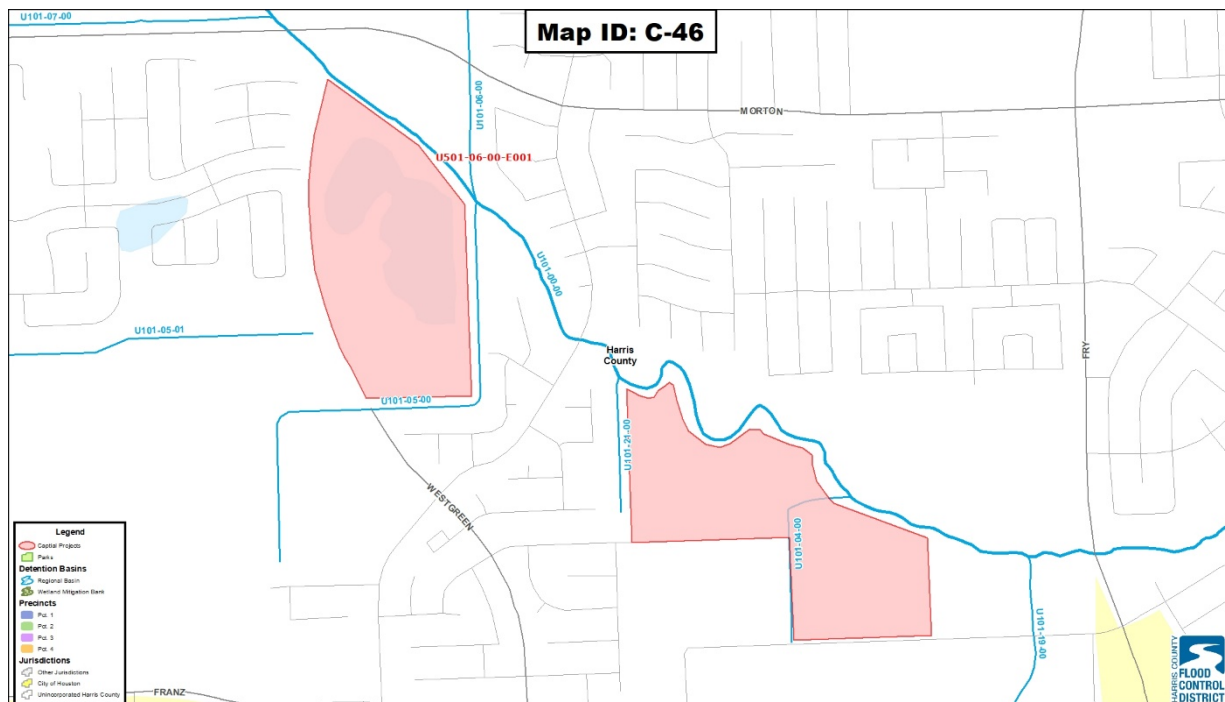 U101-07-00
Map ID: C-46
MORTON
U101-06-00
U501-06-00-E001
U101-00-00
U101-05-01
Harris
County
FRY
U101-05-00
U101-21-00
WESTGREEN
U101-04-00
U101-19-00
FRANZ
Legend
Captial Projects
Parks
Detention Basins
Regional Basin
Wetland Mitigation Bank
Precincts
Pct. 1
Pct. 2
Pct. 3
Pct. 4
Jurisdictions
Other Jurisdictions
City of Houston
Unincorporated Harris County
HARRIS COUNTY
FLOOD
CONTROL
DISTRICT